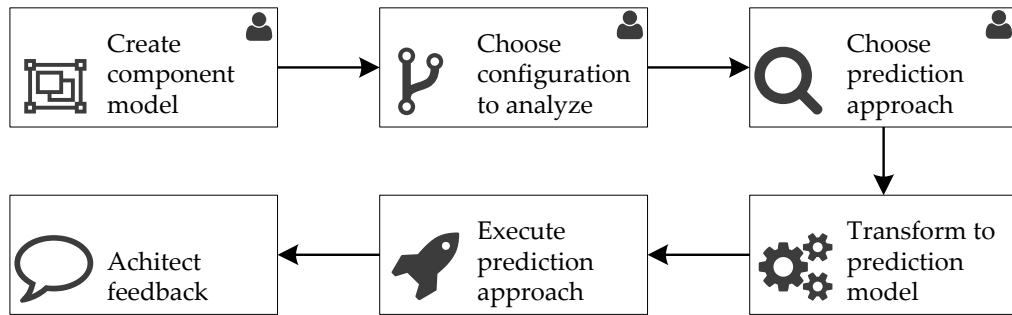 Create
component
model
Choose
configuration
to analyze
Choose
prediction
approach
Transform to
prediction
model
Execute
prediction
approach
Achitect
feedback